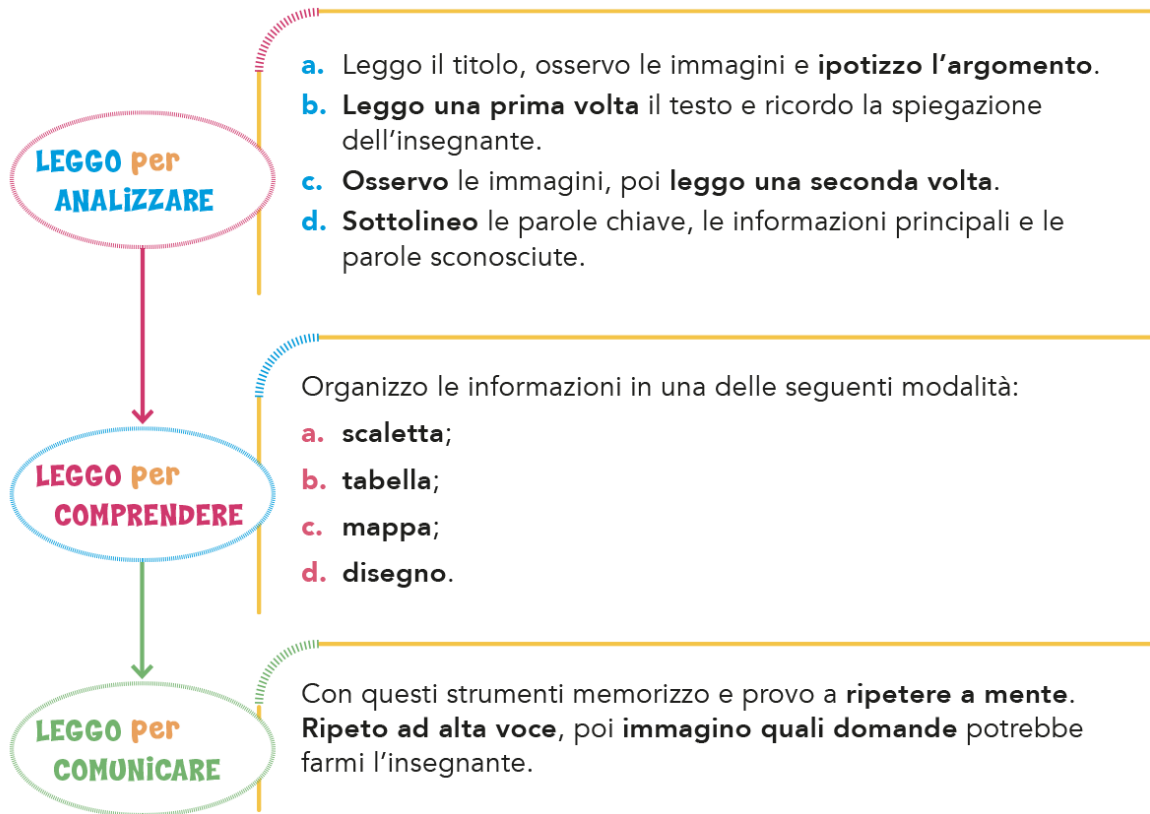 LEGGO per
ANALiZZARE
a. Leggo il titolo, osservo le immagini e ipotizzo l’argomento.
b. Leggo una prima volta il testo e ricordo la spiegazione
dell’insegnante.
c. Osservo le immagini, poi leggo una seconda volta.
d. Sottolineo le parole chiave, le informazioni principali e le
parole sconosciute.
LEGGO per
COMPRENDERE
Organizzo le informazioni in una delle seguenti modalità:
a. scaletta;
b. tabella;
c. mappa;
d. disegno.
LEGGO per
COMUNiCARE
Con questi strumenti memorizzo e provo a ripetere a mente.
Ripeto ad alta voce, poi immagino quali domande potrebbe
farmi l’insegnante.